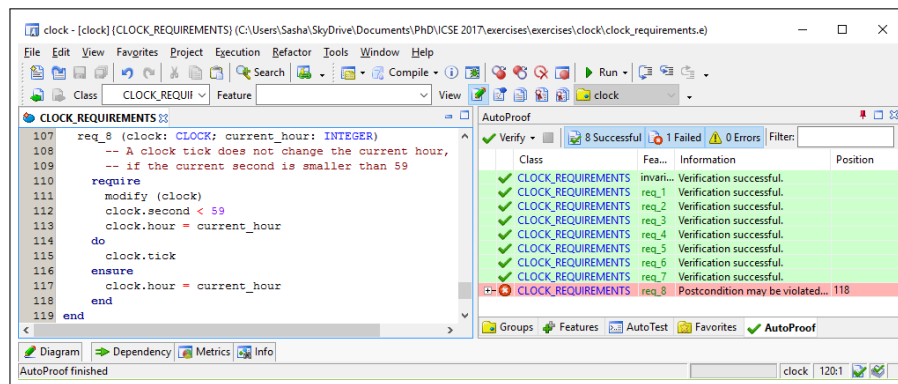 clock - [clock] {CLOCK_REQUIREMENTS} (C:\Users\Sasha\SkyDrive\Documents\PhD\ICSE 2017\exercises\exercises\clock\clock_requirements.e)
File Edit View Favorites Project Execution Refactor Tools Window Help
Search Compile Run
Class CLOCK_REQUIF Feature View clock
CLOCK_REQUIREMENTS
107 req_8 (clock: CLOCK; current_hour: INTEGER)
108 -- A clock tick does not change the current hour,
109 -- if the current second is smaller than 59
110 require
111 modify (clock)
112 clock.second < 59
113 clock.hour = current_hour
114 do
115 clock.tick
116 ensure
117 clock.hour = current_hour
118 end
119 end
AutoProof
Verify 8 Successful 1 Failed 0 Errors Filter:
Class Fea... Information Position
CLOCK_REQUIREMENTS invari... Verification successful.
CLOCK_REQUIREMENTS req_1 Verification successful.
CLOCK_REQUIREMENTS req_2 Verification successful.
CLOCK_REQUIREMENTS req_3 Verification successful.
CLOCK_REQUIREMENTS req_4 Verification successful.
CLOCK_REQUIREMENTS req_5 Verification successful.
CLOCK_REQUIREMENTS req_6 Verification successful.
CLOCK_REQUIREMENTS req_7 Verification successful.
CLOCK_REQUIREMENTS req_8 Postcondition may be violated... 118
Groups Features AutoTest Favorites AutoProof
Diagram Dependency Metrics Info
AutoProof finished clock 120:1